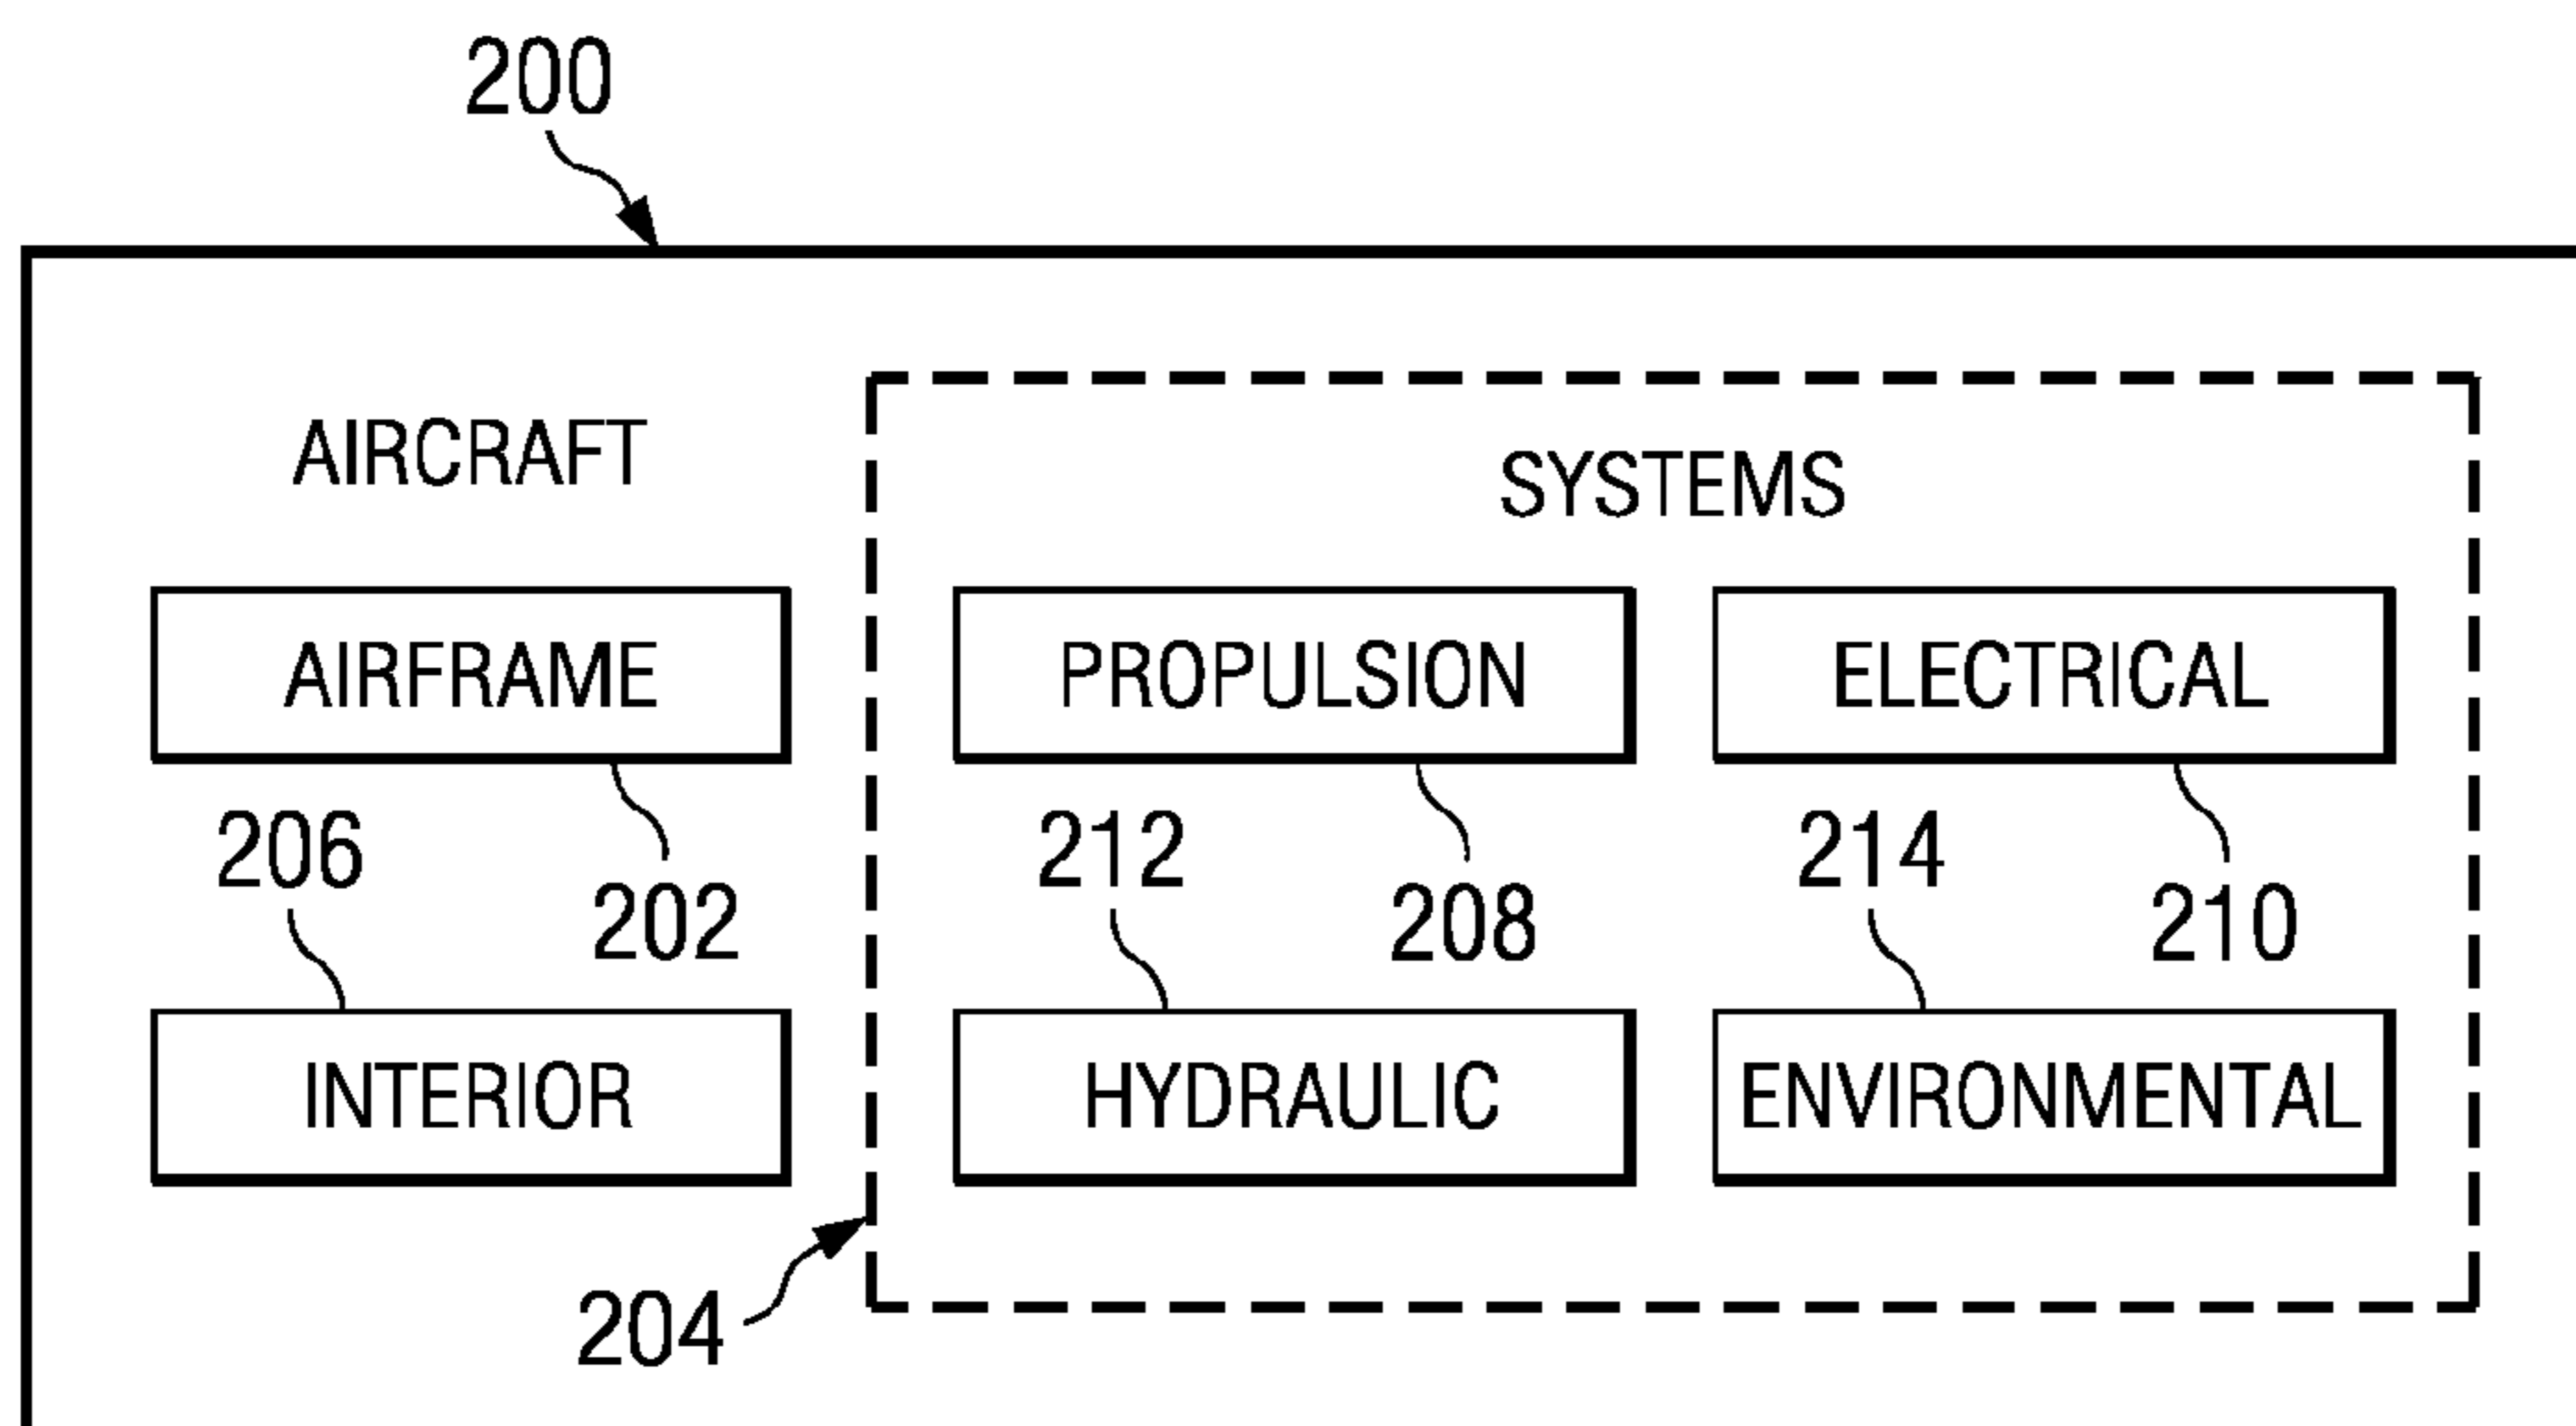 200
AIRCRAFT
SYSTEMS
AIRFRAME
PROPULSION
ELECTRICAL
206
202
212
208
214
210
INTERIOR
HYDRAULIC
ENVIRONMENTAL
204